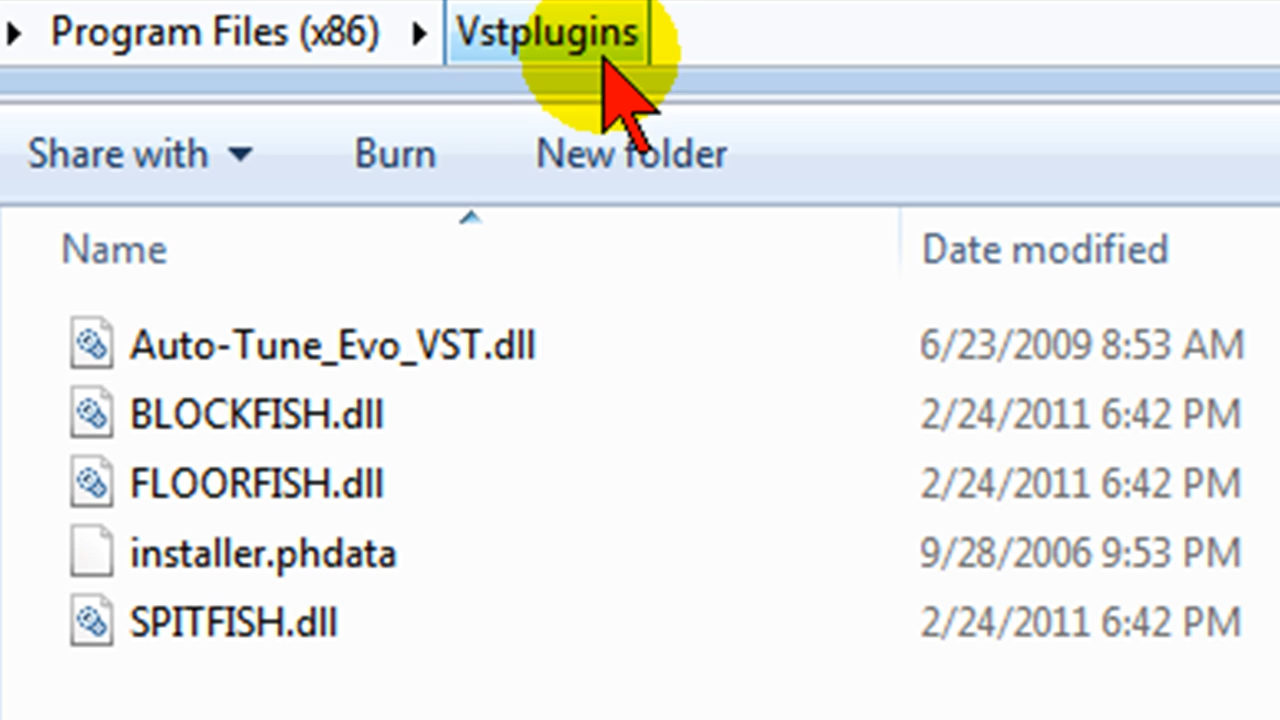 Program Files (x86) Vstplugins
Share with Burn New folder
Name Date modified
Auto-Tune_Evo_VST.dll 6/23/2009 8:53 AM
BLOCKFISH.dll 2/24/2011 6:42 PM
FLOORFISH.dll 2/24/2011 6:42 PM
installer.phdata 9/28/2006 9:53 PM
SPITFISH.dll 2/24/2011 6:42 PM